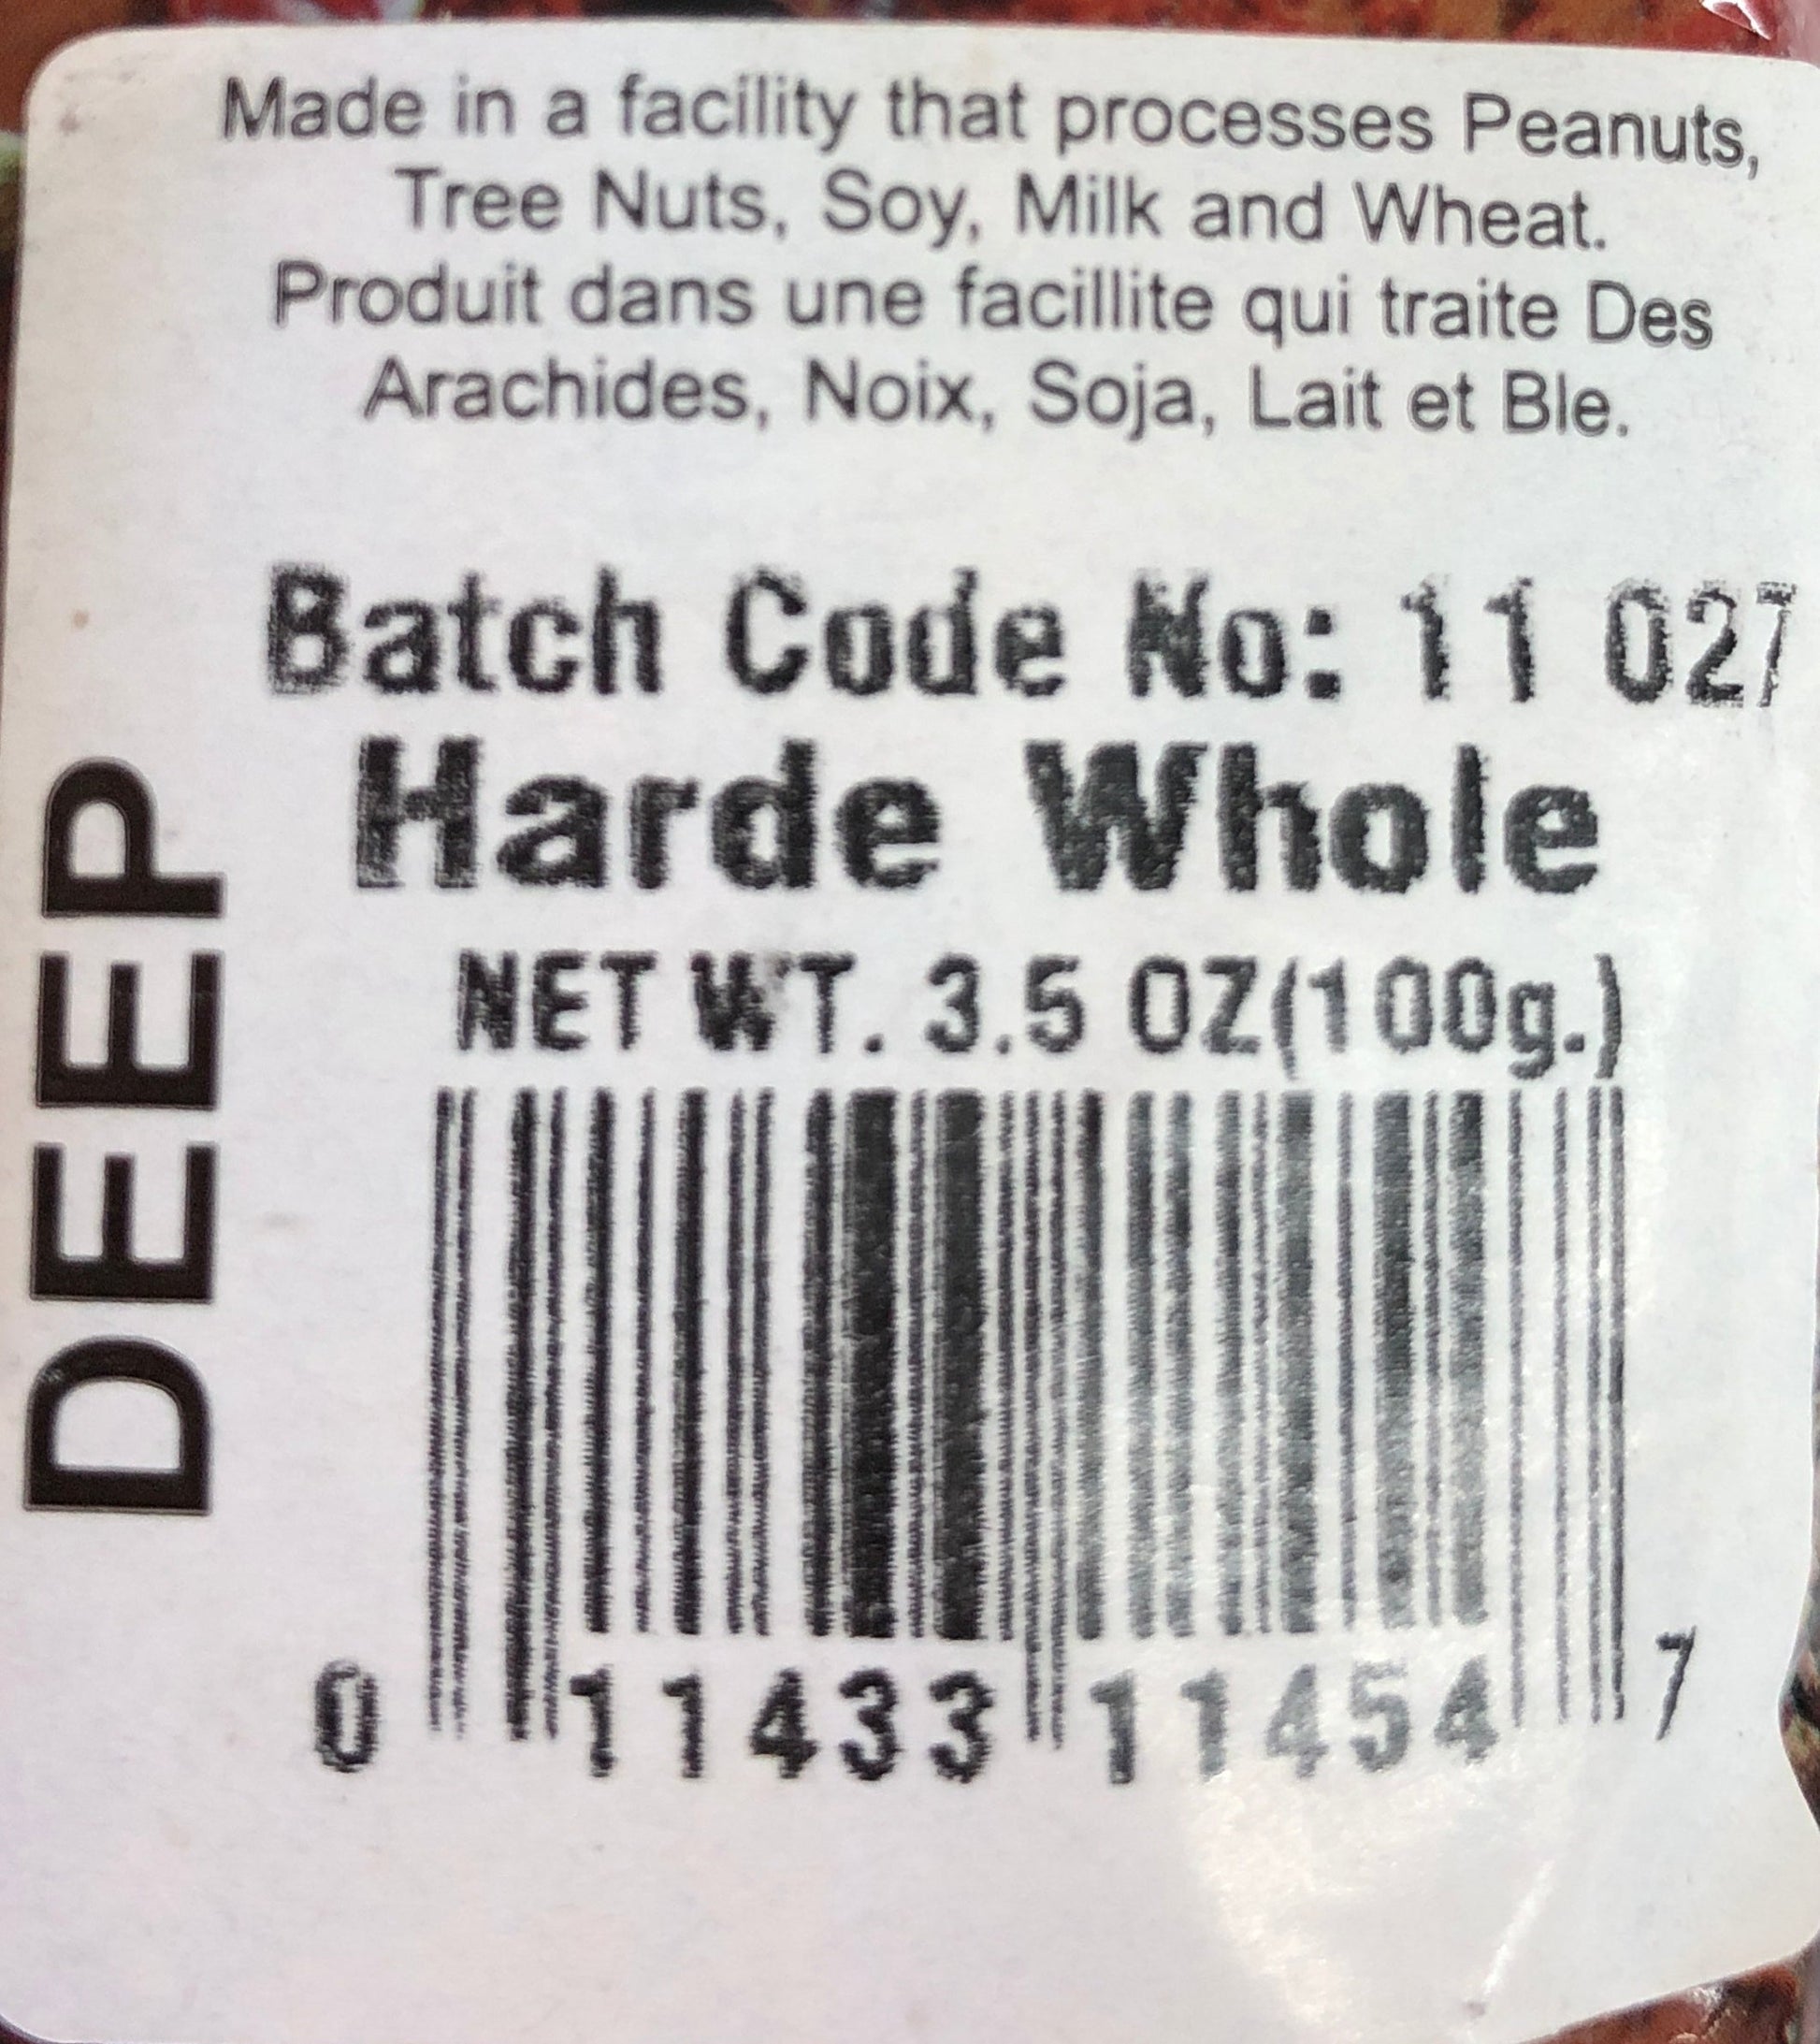 Made in a facility that processes Peanuts,
Tree Nuts, Soy, Milk and Wheat.
Produit dans une facillite qui traite Des
Arachides, Noix, Soja, Lait et Ble.
Batch Code No: 11 027
Harde Whole
NET WT. 3.5 OZ(100g.)
DEEP
0 11433 11454 7